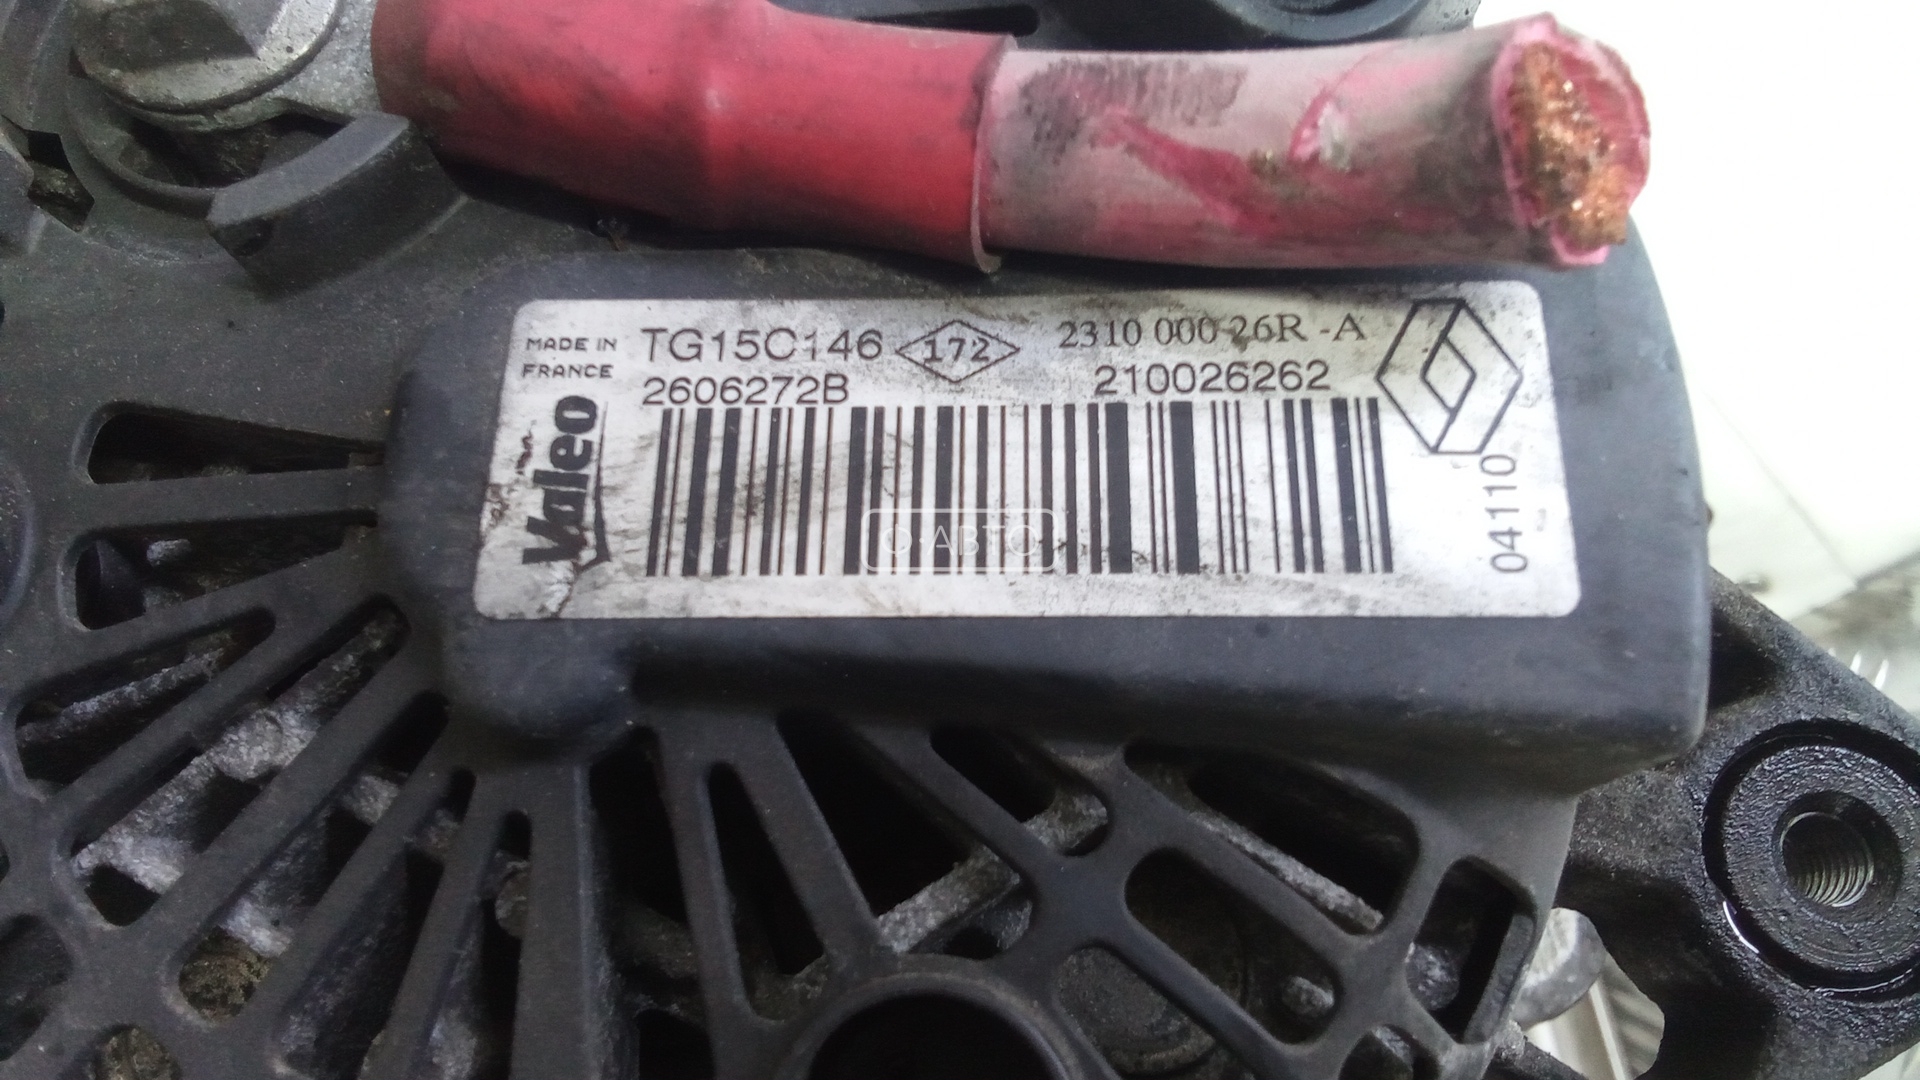 MADE IN
FRANCE
TG15C146
172
2310 000 26R -A
2606272B
210026262
Valeo
04110
О·АВТО